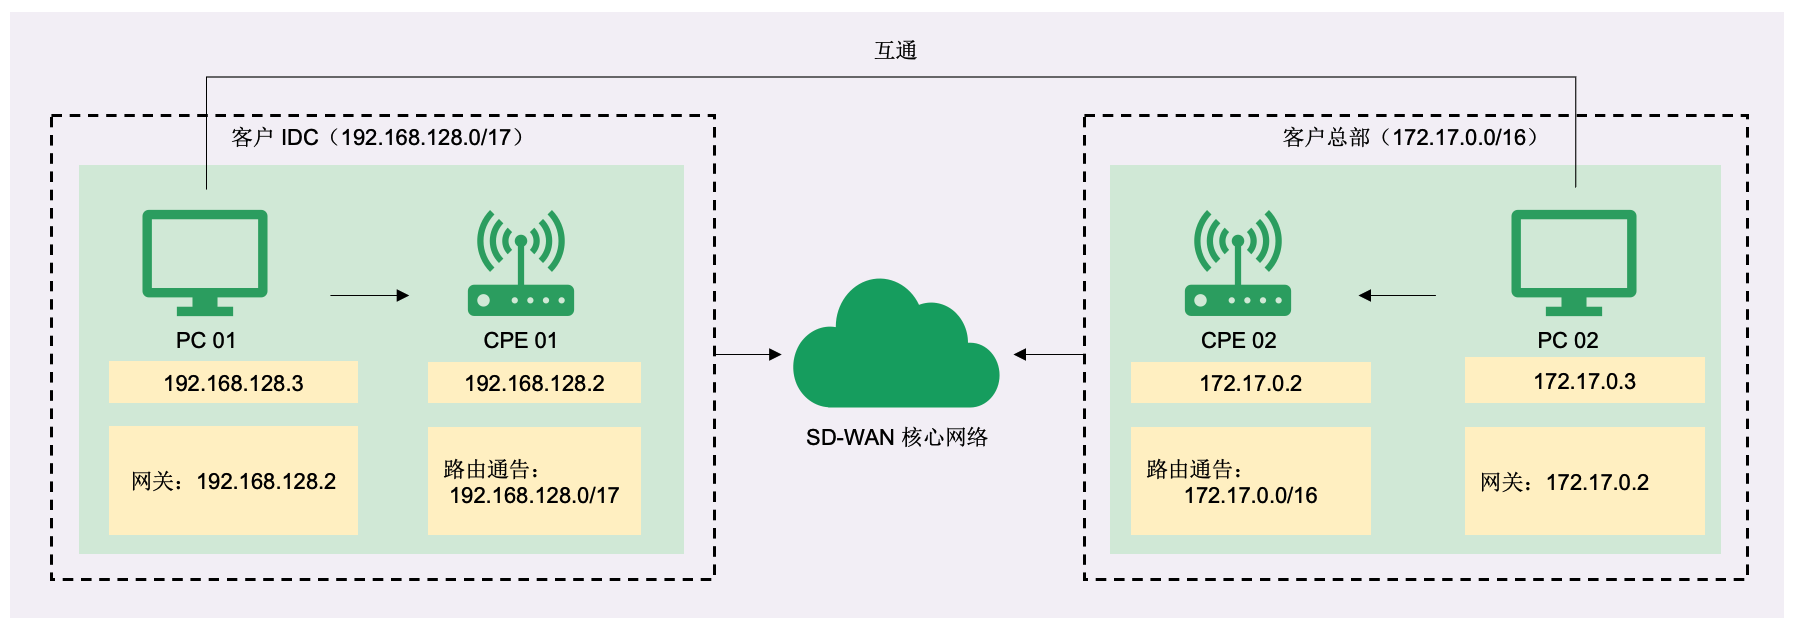 互通
客户 IDC（192.168.128.0/17）
PC 01
192.168.128.3
网关：192.168.128.2
CPE 01
192.168.128.2
路由通告：
192.168.128.0/17
SD-WAN 核心网络
客户总部（172.17.0.0/16）
CPE 02
172.17.0.2
路由通告：
172.17.0.0/16
PC 02
172.17.0.3
网关：172.17.0.2